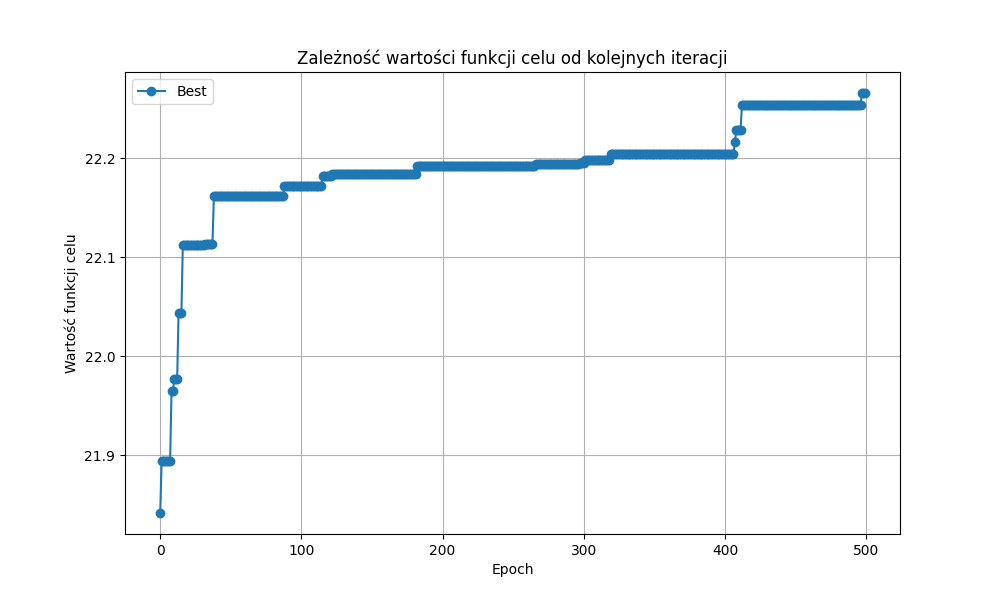 Zależność wartości funkcji celu od kolejnych iteracji
Best
Wartość funkcji celu
22.2
22.1
22.0
21.9
0 100 200 300 400 500
Epoch